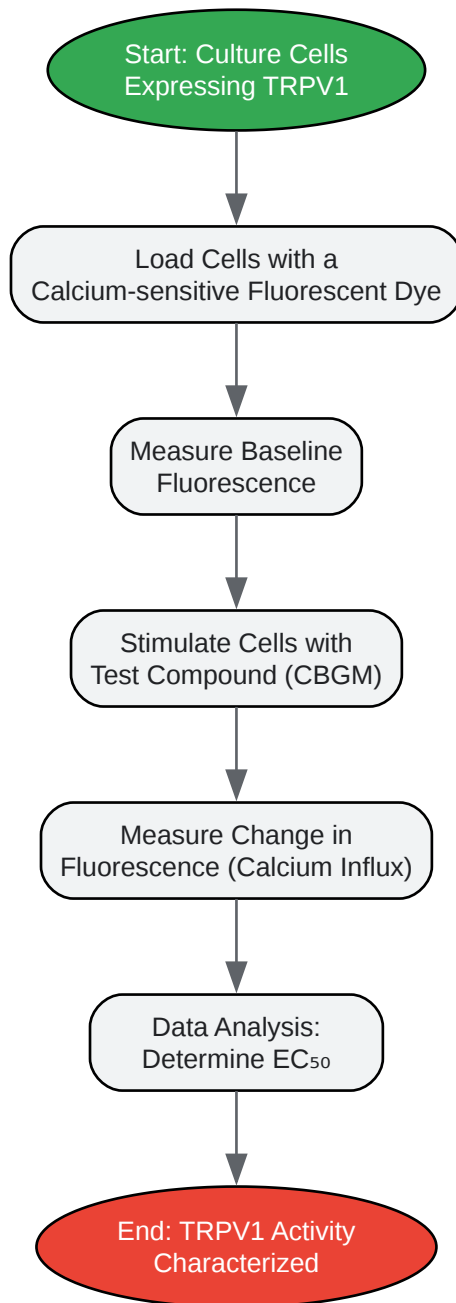 Start: Culture Cells
Expressing TRPV1
Load Cells with a
Calcium-sensitive Fluorescent Dye
Measure Baseline
Fluorescence
Stimulate Cells with
Test Compound (CBGM)
Measure Change in
Fluorescence (Calcium Influx)
Data Analysis:
Determine EC₅₀
End: TRPV1 Activity
Characterized